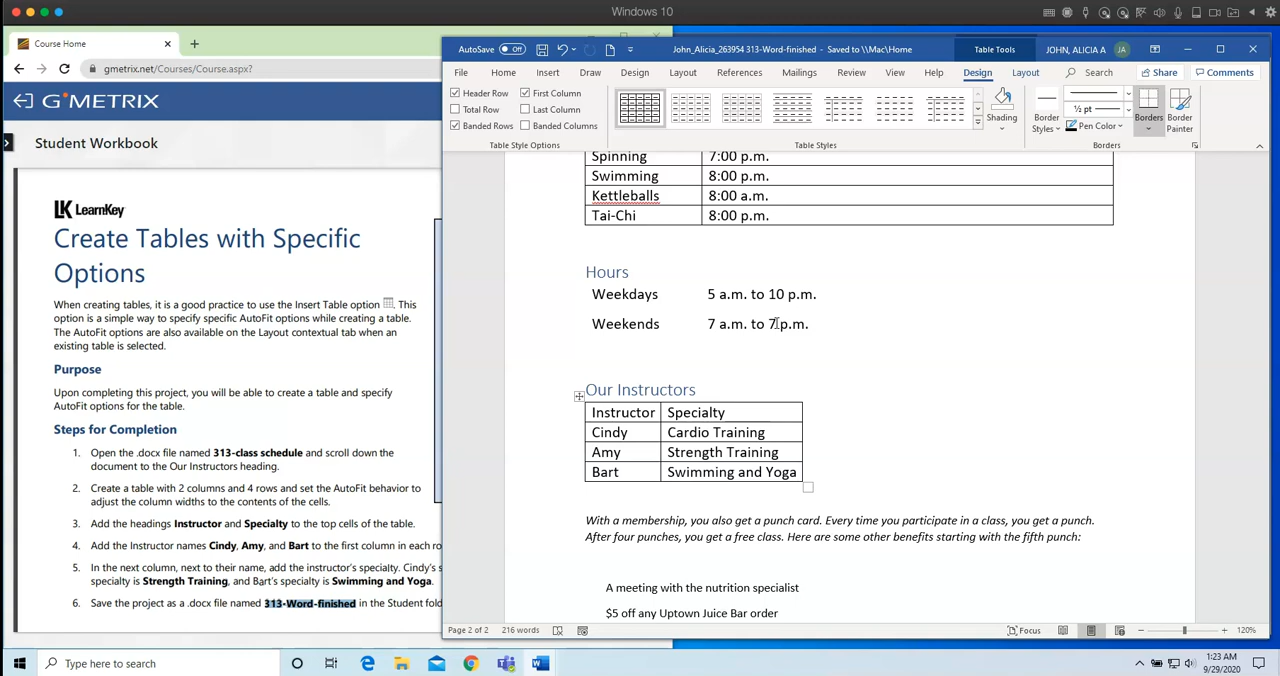 Windows 10
Course Home
gmetrix.net/Courses/Course.aspx?
G METRIX
Student Workbook
LK LearnKey
Create Tables with Specific
Options
When creating tables, it is a good practice to use the Insert Table option . This
option is a simple way to specify specific AutoFit options while creating a table.
The AutoFit options are also available on the Layout contextual tab when an
existing table is selected.
Purpose
Upon completing this project, you will be able to create a table and specify
AutoFit options for the table.
Steps for Completion
1. Open the .docx file named 313-class schedule and scroll down the
document to the Our Instructors heading.
2. Create a table with 2 columns and 4 rows and set the AutoFit behavior to
adjust the column widths to the contents of the cells.
3. Add the headings Instructor and Specialty to the top cells of the table.
4. Add the Instructor names Cindy, Amy, and Bart to the first column in each ro
5. In the next column, next to their name, add the instructor's specialty. Cindy's s
specialty is Strength Training, and Bart's specialty is Swimming and Yoga.
6. Save the project as a .docx file named 313-Word-finished in the Student fold
AutoSave Off
John_Alicia_263954 313-Word-finished - Saved to \\Mac\Home
Table Tools
JOHN, ALICIA A JA
File Home Insert Draw Design Layout References Mailings Review View Help Design Layout Search Share Comments
Header Row First Column
Total Row Last Column
Banded Rows Banded Columns
Table Style Options
Table Styles
Shading
Border Styles
½ pt
Pen Color
Borders
Border Painter
Borders
Spinning 7:00 p.m.
Swimming 8:00 p.m.
Kettleballs 8:00 a.m.
Tai-Chi 8:00 p.m.
Hours
Weekdays 5 a.m. to 10 p.m.
Weekends 7 a.m. to 7 p.m.
Our Instructors
Instructor Specialty
Cindy Cardio Training
Amy Strength Training
Bart Swimming and Yoga
With a membership, you also get a punch card. Every time you participate in a class, you get a punch.
After four punches, you get a free class. Here are some other benefits starting with the fifth punch:
A meeting with the nutrition specialist
$5 off any Uptown Juice Bar order
Page 2 of 2 216 words Focus 120%
Type here to search
1:23 AM
9/29/2020